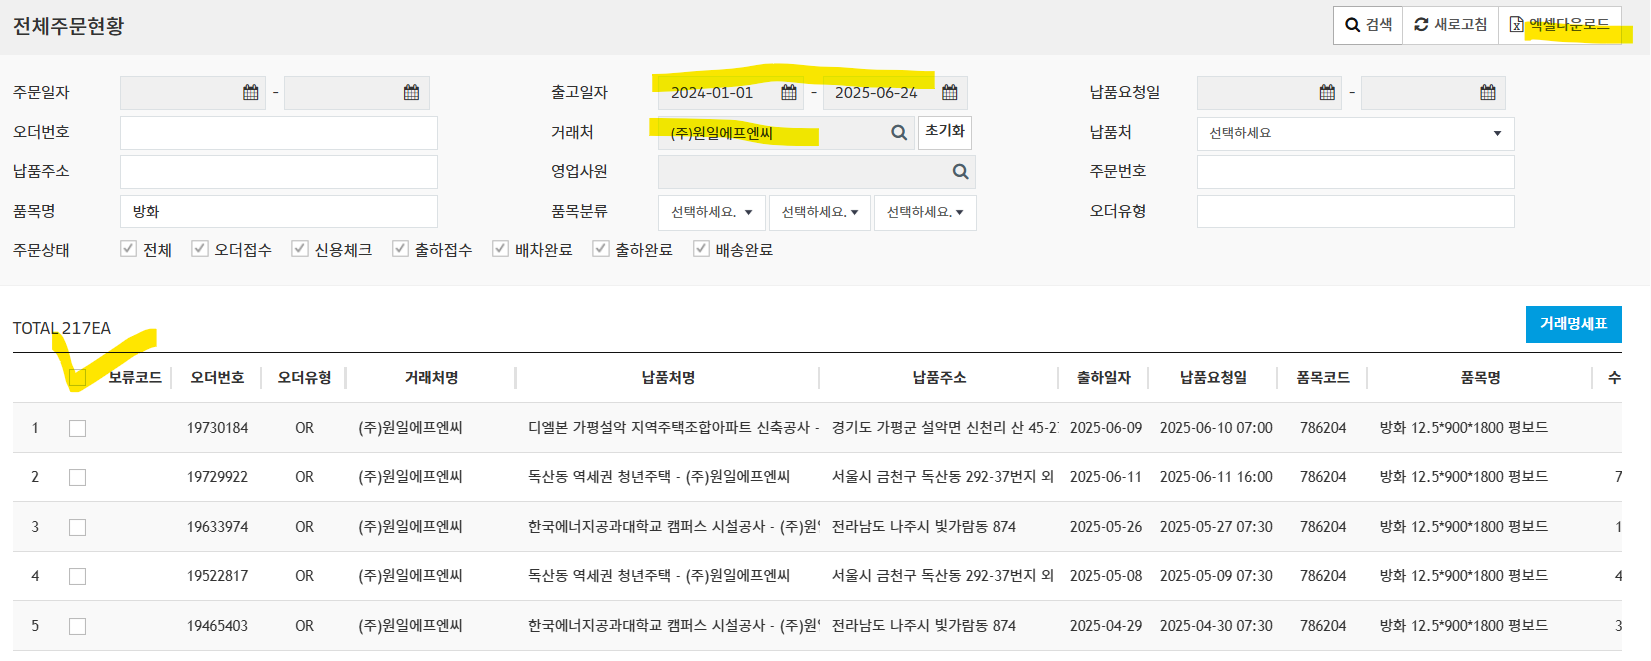 전체주문현황
검색 새로고침 엑셀다운로드
주문일자 - 출고일자 2024-01-01 - 2025-06-24 납품요청일 -
오더번호 거래처 (주)원일에프엔씨 초기화 납품처 선택하세요
납품주소 영업사원 주문번호
품목명 방화 품목분류 선택하세요. 선택하세요. 선택하세요. 오더유형
주문상태 전체 오더접수 신용체크 출하접수 배차완료 출하완료 배송완료
TOTAL 217EA 거래명세표
보류코드 오더번호 오더유형 거래처명 납품처명 납품주소 출하일자 납품요청일 품목코드 품목명 수
1 19730184 OR (주)원일에프엔씨 디엘본 가평설악 지역주택조합아파트 신축공사 - 경기도 가평군 설악면 신천리 산 45-2 2025-06-09 2025-06-10 07:00 786204 방화 12.5*900*1800 평보드
2 19729922 OR (주)원일에프엔씨 독산동 역세권 청년주택 - (주)원일에프엔씨 서울시 금천구 독산동 292-37번지 외 2025-06-11 2025-06-11 16:00 786204 방화 12.5*900*1800 평보드 7
3 19633974 OR (주)원일에프엔씨 한국에너지공과대학교 캠퍼스 시설공사 - (주)원 전라남도 나주시 빛가람동 874 2025-05-26 2025-05-27 07:30 786204 방화 12.5*900*1800 평보드 1
4 19522817 OR (주)원일에프엔씨 독산동 역세권 청년주택 - (주)원일에프엔씨 서울시 금천구 독산동 292-37번지 외 2025-05-08 2025-05-09 07:30 786204 방화 12.5*900*1800 평보드 4
5 19465403 OR (주)원일에프엔씨 한국에너지공과대학교 캠퍼스 시설공사 - (주)원 전라남도 나주시 빛가람동 874 2025-04-29 2025-04-30 07:30 786204 방화 12.5*900*1800 평보드 3